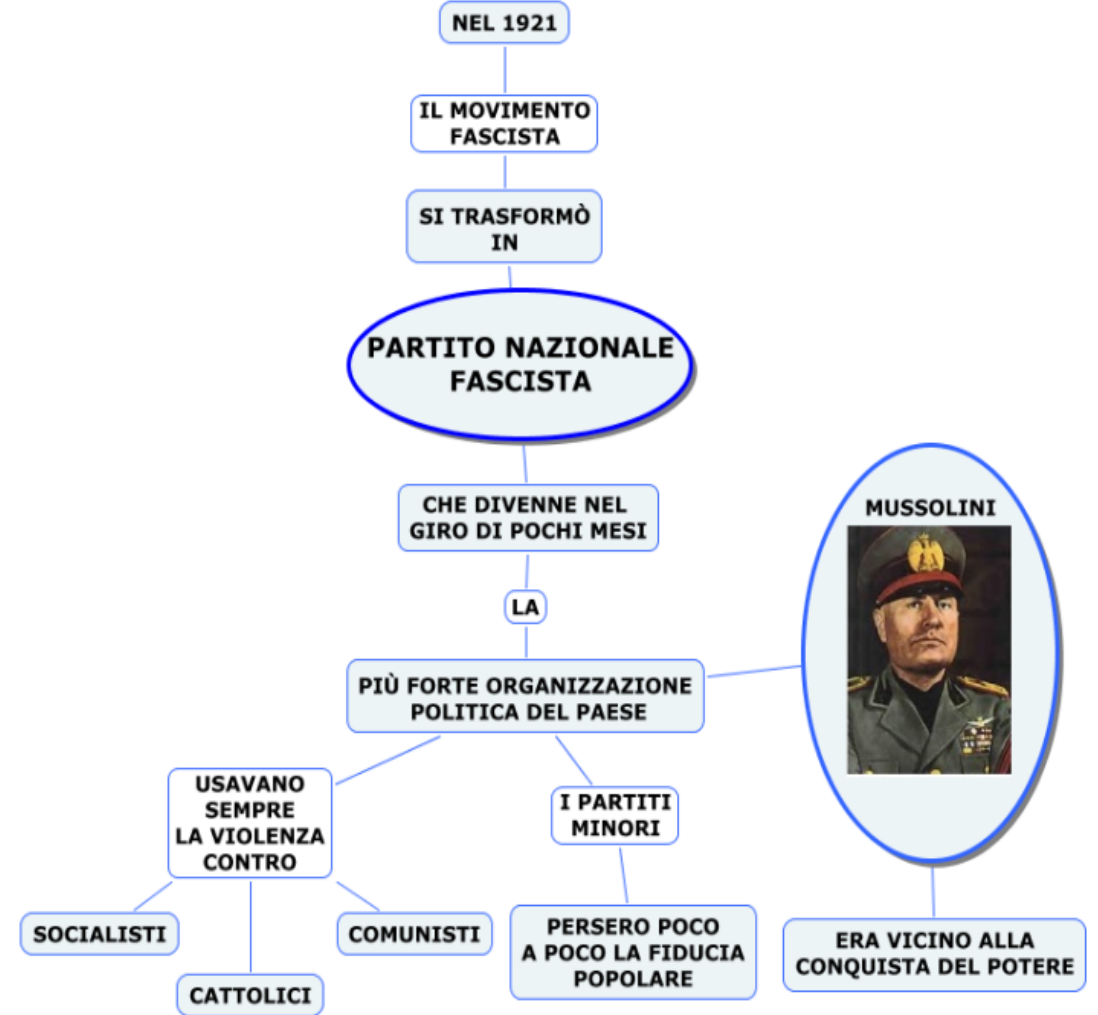 NEL 1921
IL MOVIMENTO
FASCISTA
SI TRASFORMÒ
IN
PARTITO NAZIONALE
FASCISTA
CHE DIVENNE NEL
GIRO DI POCHI MESI
LA
PIÙ FORTE ORGANIZZAZIONE
POLITICA DEL PAESE
MUSSOLINI
USAVANO
SEMPRE
LA VIOLENZA
CONTRO
SOCIALISTI
CATTOLICI
COMUNISTI
I PARTITI
MINORI
PERSERO POCO
A POCO LA FIDUCIA
POPOLARE
ERA VICINO ALLA
CONQUISTA DEL POTERE